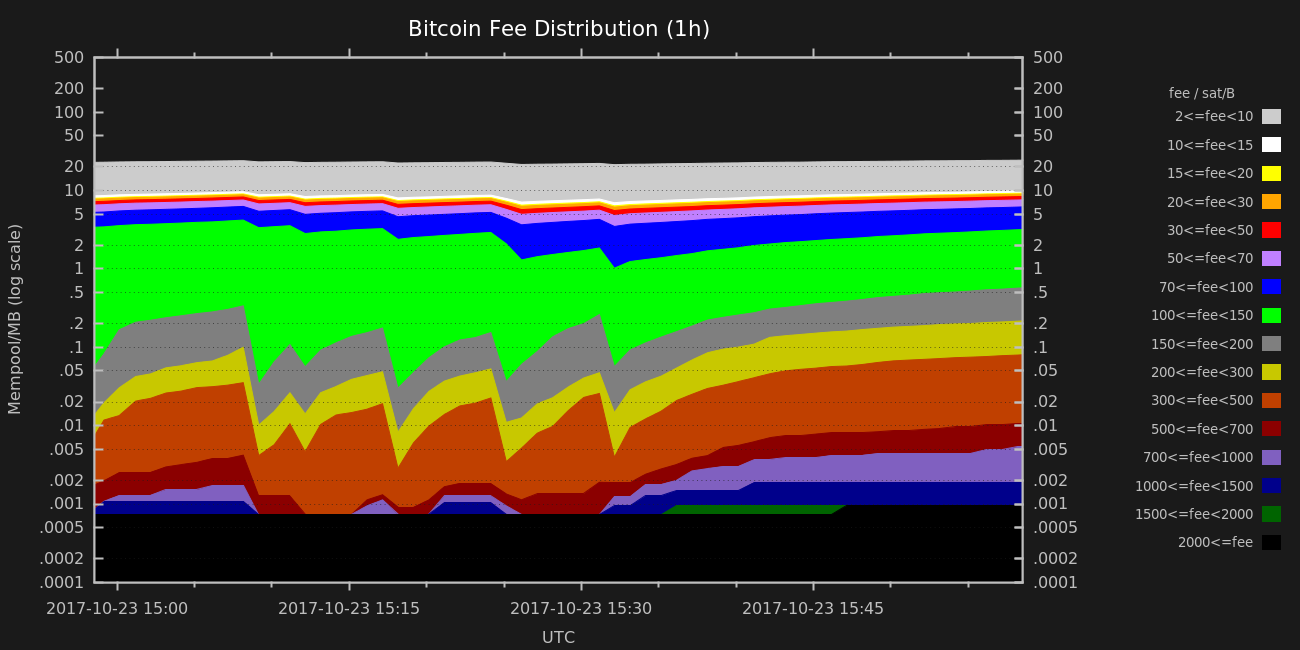 Bitcoin Fee Distribution (1h)
500 500
200 200
100 100
50 50
20 20
10 10
5 5
2 2
1 1
.5 .5
.2 .2
.1 .1
.05 .05
.02 .02
.01 .01
.005 .005
.002 .002
.001 .001
.0005 .0005
.0002 .0002
.0001 .0001
Mempool/MB (log scale)
2017-10-23 15:00 2017-10-23 15:15 2017-10-23 15:30 2017-10-23 15:45
UTC
fee / sat/B
2<=fee<10
10<=fee<15
15<=fee<20
20<=fee<30
30<=fee<50
50<=fee<70
70<=fee<100
100<=fee<150
150<=fee<200
200<=fee<300
300<=fee<500
500<=fee<700
700<=fee<1000
1000<=fee<1500
1500<=fee<2000
2000<=fee